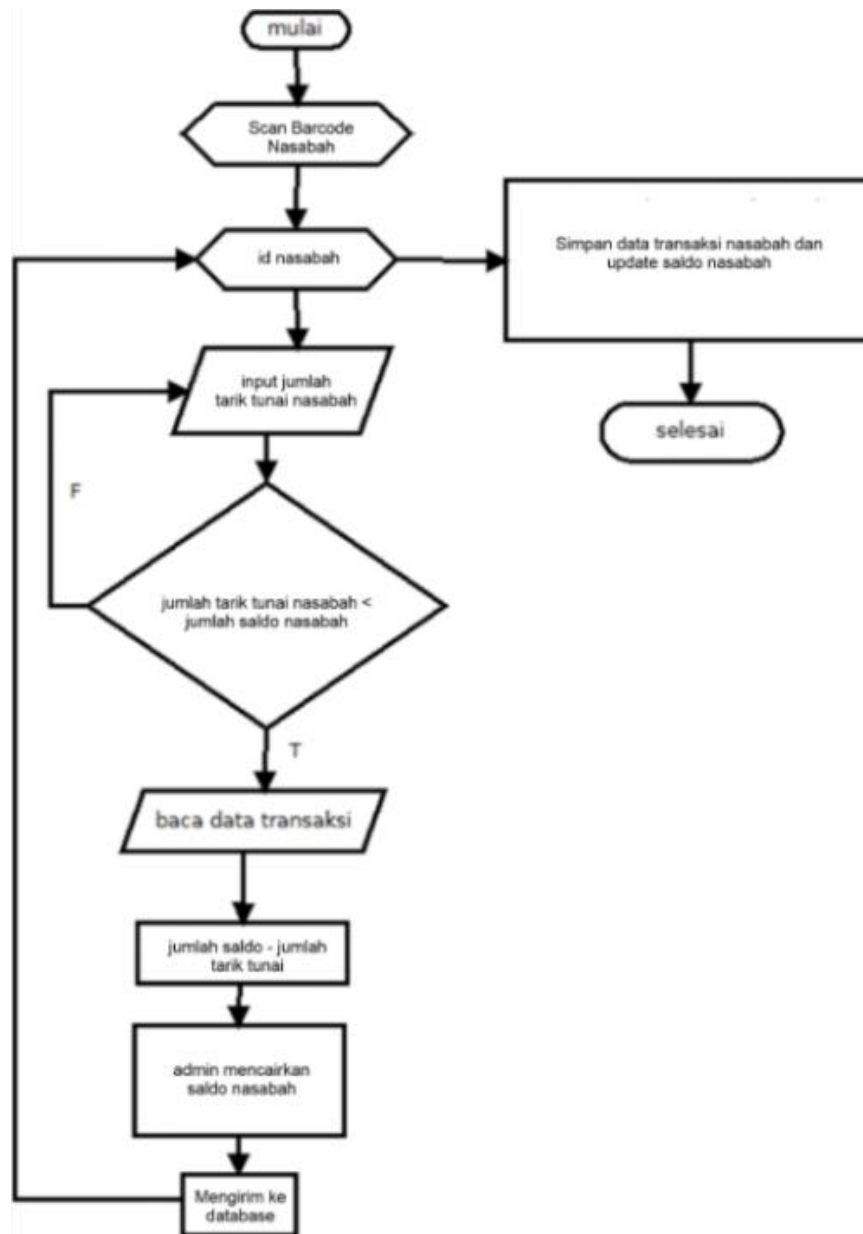 mulai
Scan Barcode
Nasabah
id nasabah
Simpan data transaksi nasabah dan
update saldo nasabah
selesai
input jumlah
tarik tunai nasabah
F
jumlah tarik tunai nasabah <
jumlah saldo nasabah
T
baca data transaksi
jumlah saldo - jumlah
tarik tunai
admin mencairkan
saldo nasabah
Mengirim ke
database